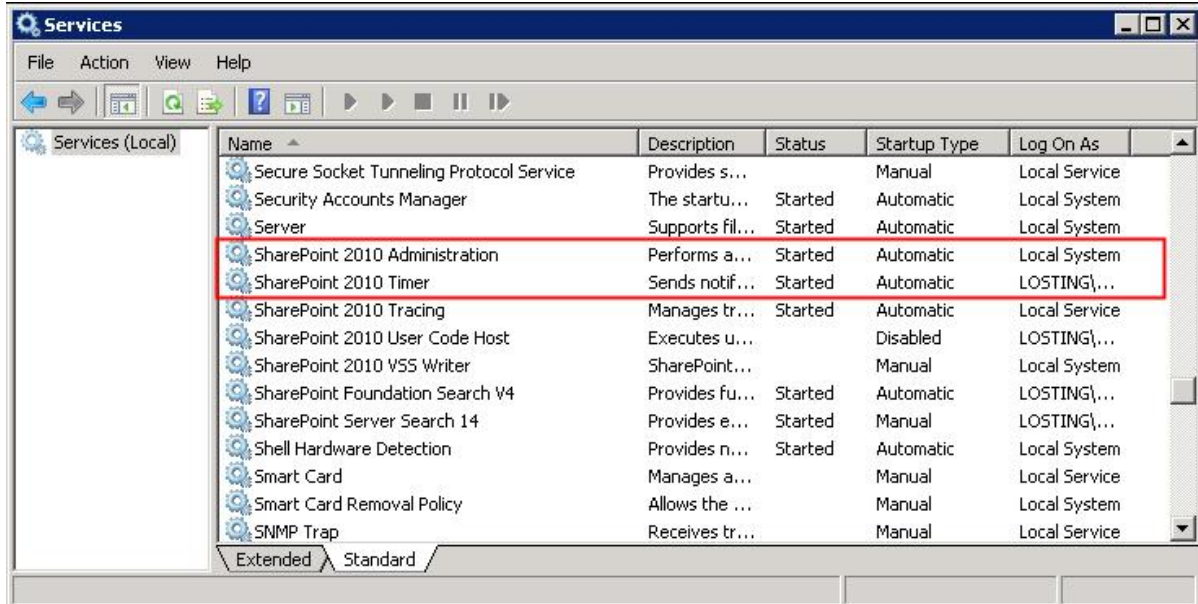 Services
File Action View Help
Services (Local)
Name Description Status Startup Type Log On As
Secure Socket Tunneling Protocol Service Provides s... Manual Local Service
Security Accounts Manager The startu... Started Automatic Local System
Server Supports fil... Started Automatic Local System
SharePoint 2010 Administration Performs a... Started Automatic Local System
SharePoint 2010 Timer Sends notif... Started Automatic LOSTING\...
SharePoint 2010 Tracing Manages tr... Started Automatic Local Service
SharePoint 2010 User Code Host Executes u... Disabled LOSTING\...
SharePoint 2010 VSS Writer SharePoint... Manual Local System
SharePoint Foundation Search V4 Provides fu... Started Automatic LOSTING\...
SharePoint Server Search 14 Provides e... Started Manual LOSTING\...
Shell Hardware Detection Provides n... Started Automatic Local System
Smart Card Manages a... Manual Local Service
Smart Card Removal Policy Allows the ... Manual Local System
SNMP Trap Receives tr... Manual Local Service
Extended Standard